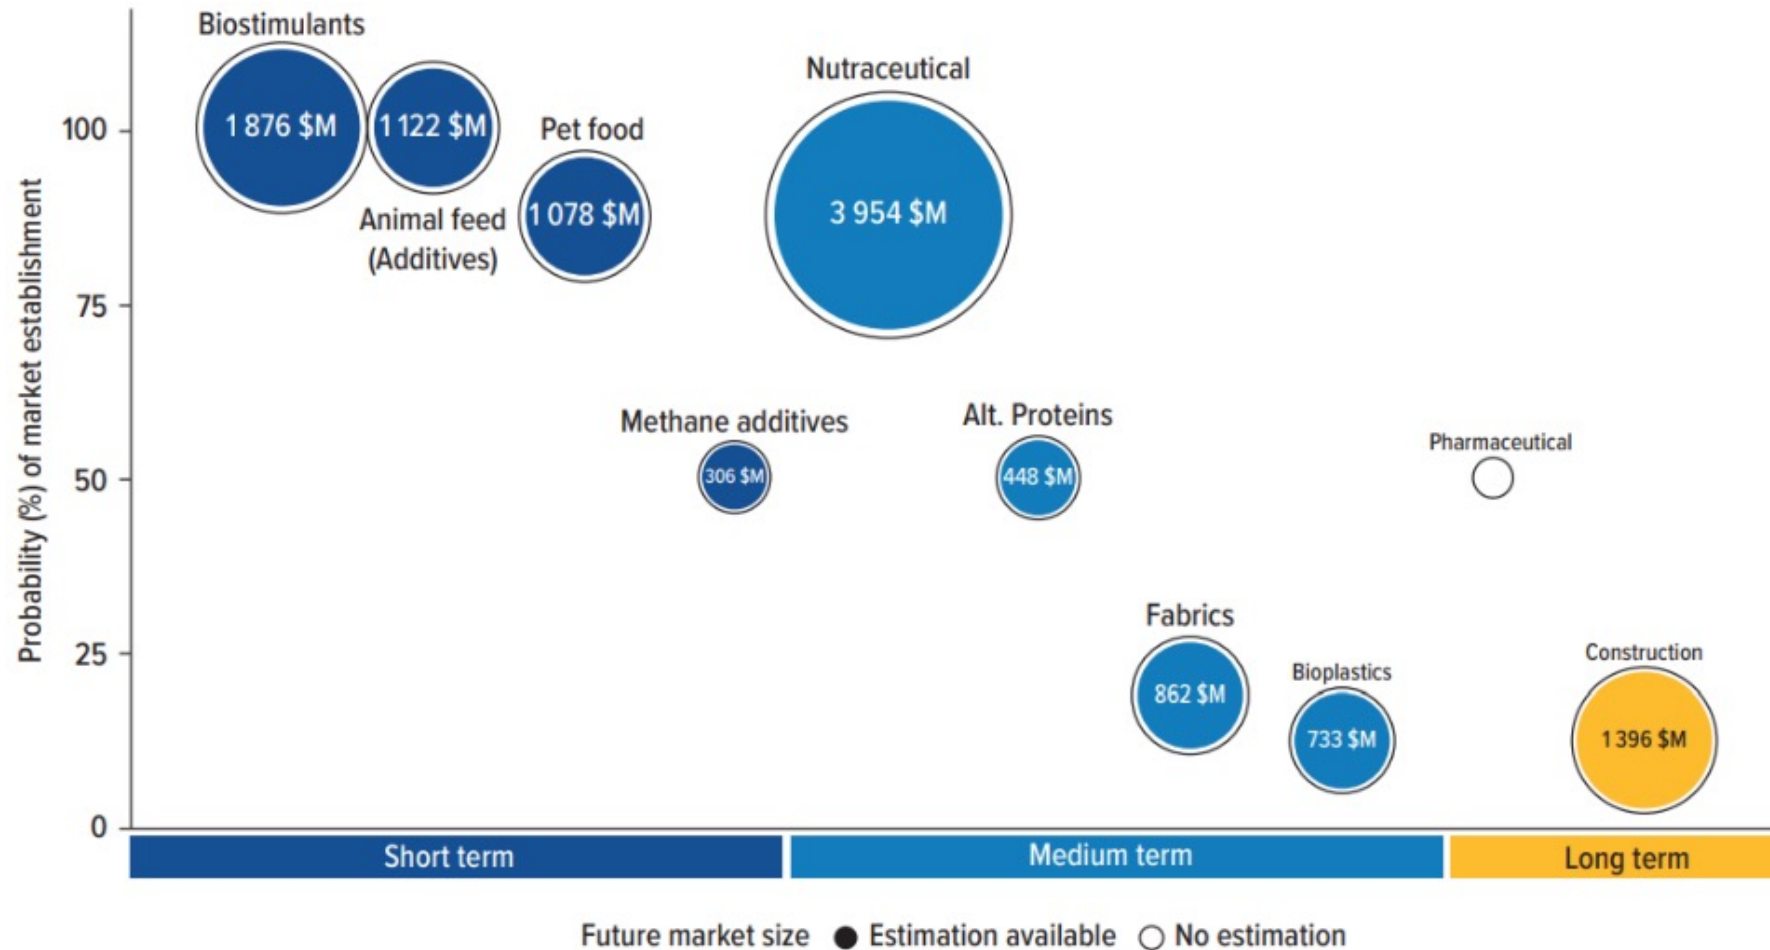 Biostimulants
1 876 $M
1 122 $M
Animal feed
(Additives)
Pet food
1 078 $M
Nutraceutical
3 954 $M
Methane additives
306 $M
Alt. Proteins
448 $M
Pharmaceutical
Fabrics
862 $M
Bioplastics
733 $M
Construction
1 396 $M
Probability (%) of market establishment
100
75
50
25
0
Short term
Medium term
Long term
Future market size
Estimation available
No estimation